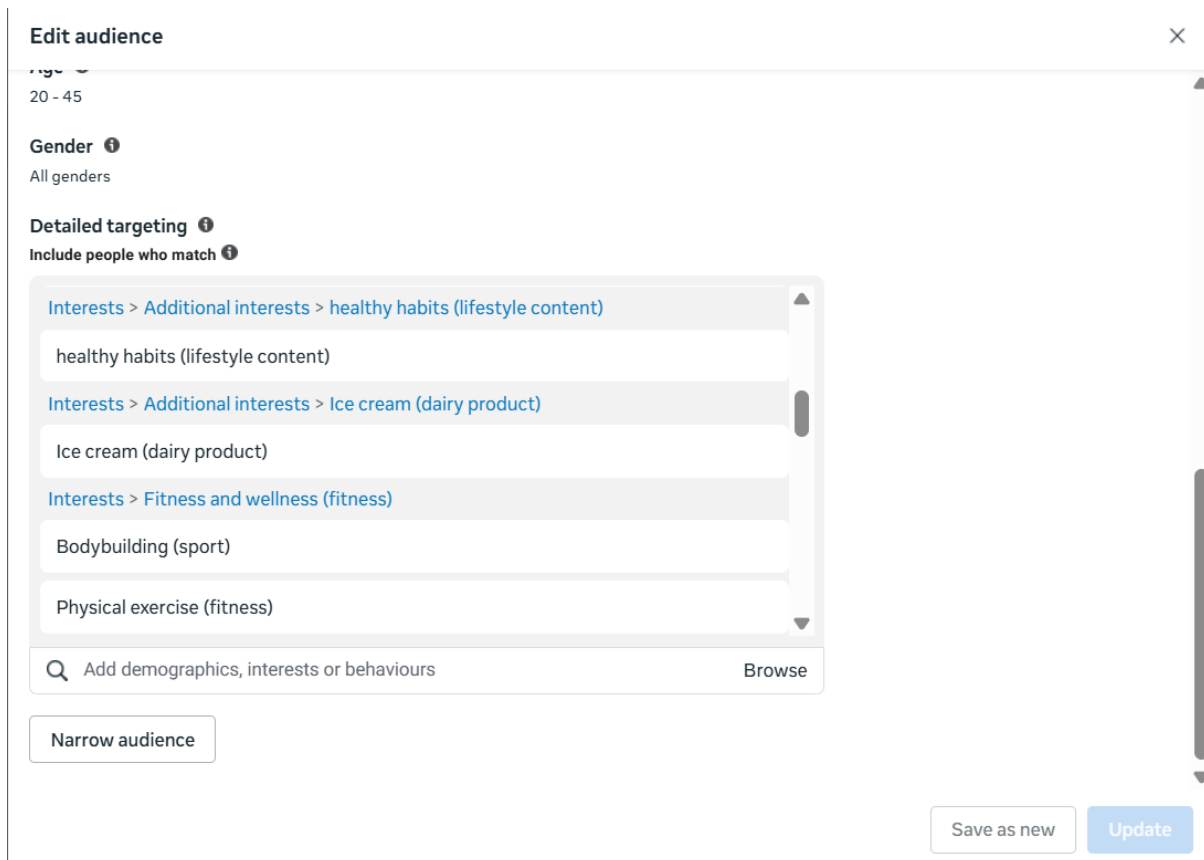 Edit audience
Age
20 - 45
Gender
All genders
Detailed targeting
Include people who match
Interests > Additional interests > healthy habits (lifestyle content)
healthy habits (lifestyle content)
Interests > Additional interests > Ice cream (dairy product)
Ice cream (dairy product)
Interests > Fitness and wellness (fitness)
Bodybuilding (sport)
Physical exercise (fitness)
Add demographics, interests or behaviours
Browse
Narrow audience
Save as new
Update